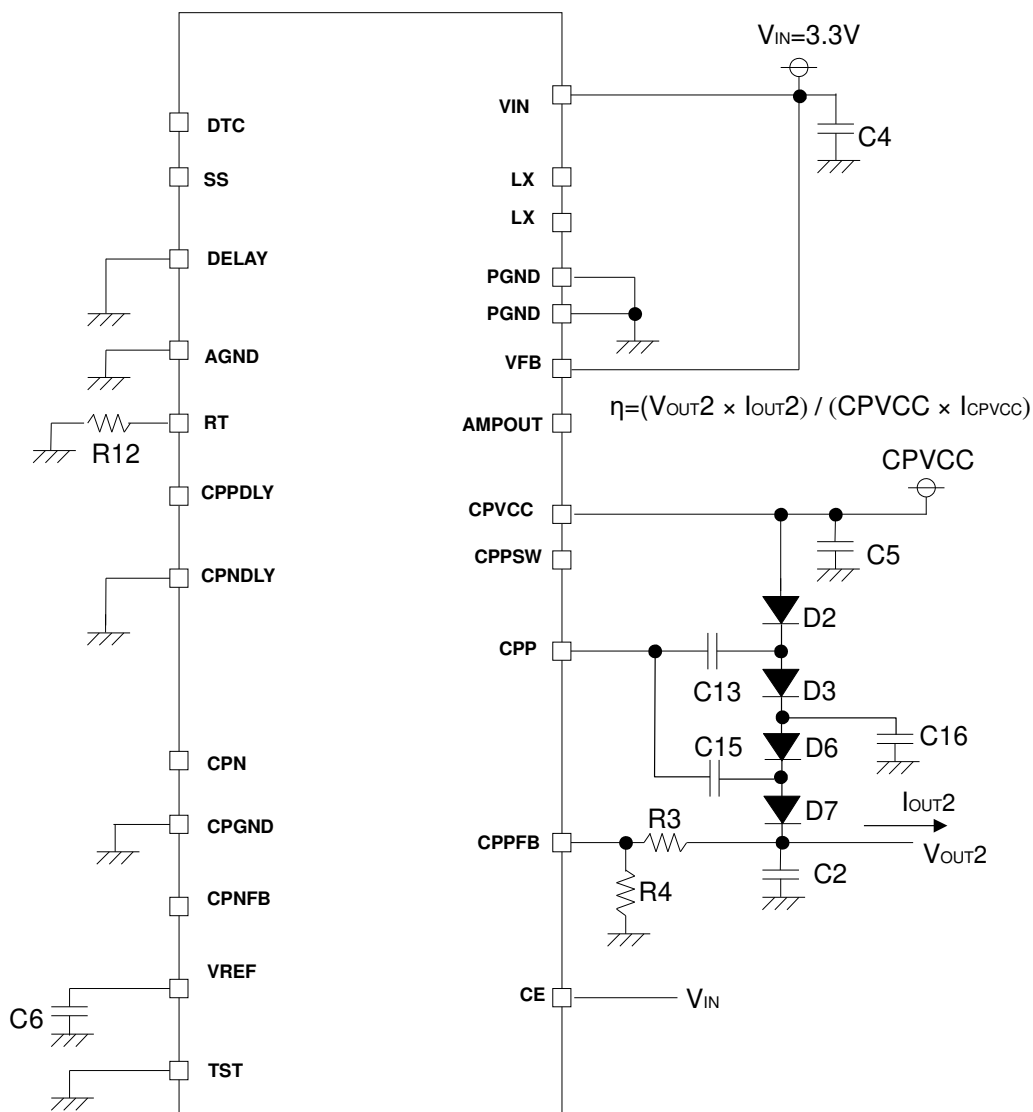 VIN=3.3V
VIN
C4
DTC
SS
LX
LX
DELAY
PGND
PGND
AGND
VFB
η=(VOUT2 × IOUT2) / (CPVCC × ICPVCC)
RT
R12
AMPOUT
CPVCC
CPPDLY
CPVCC
C5
CPPSW
CPNDLY
D2
CPP
C13
D3
C16
C15
D6
CPN
D7
IOUT2
CPGND
R3
CPPFB
VOUT2
C2
R4
CPNFB
VREF
CE
VIN
C6
TST